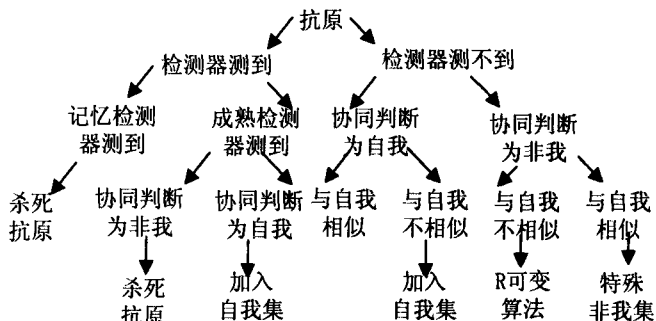 抗原
检测器测到
检测器测不到
记忆检测
器测到
成熟检测
器测到
协同判断
为自我
协同判断
为非我
杀死
抗原
协同判断
为非我
协同判断
为自我
与自我
相似
与自我
不相似
与自我
不相似
与自我
相似
杀死
抗原
加入
自我集
加入
自我集
R可变
算法
特殊
非我集